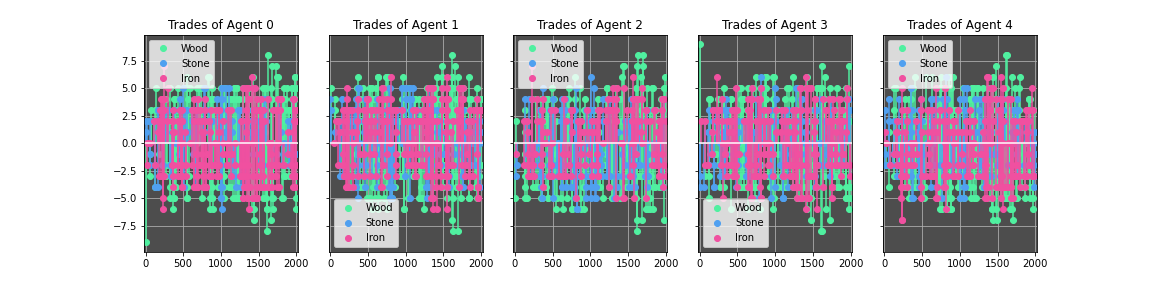 Trades of Agent 0
Trades of Agent 1
Trades of Agent 2
Trades of Agent 3
Trades of Agent 4
7.5
5.0
2.5
0.0
−2.5
−5.0
−7.5
Wood
Stone
Iron
0 500 1000 1500 2000
Wood
Stone
Iron
0 500 1000 1500 2000
Wood
Stone
Iron
0 500 1000 1500 2000
Wood
Stone
Iron
0 500 1000 1500 2000
Wood
Stone
Iron
0 500 1000 1500 2000